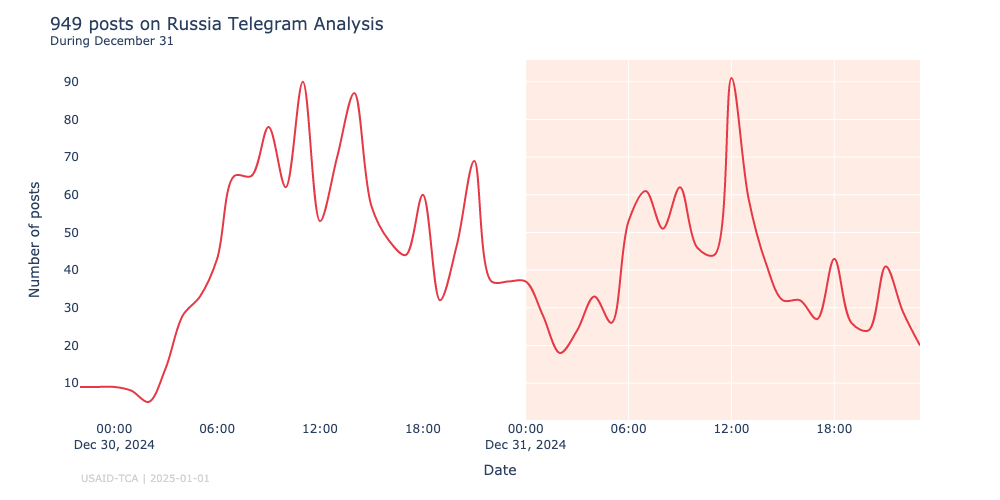 949 posts on Russia Telegram Analysis
During December 31
90
80
70
60
50
40
30
20
10
Number of posts
00:00 06:00 12:00 18:00 00:00 06:00 12:00 18:00
Dec 30, 2024 Dec 31, 2024
Date
USAID-TCA | 2025-01-01